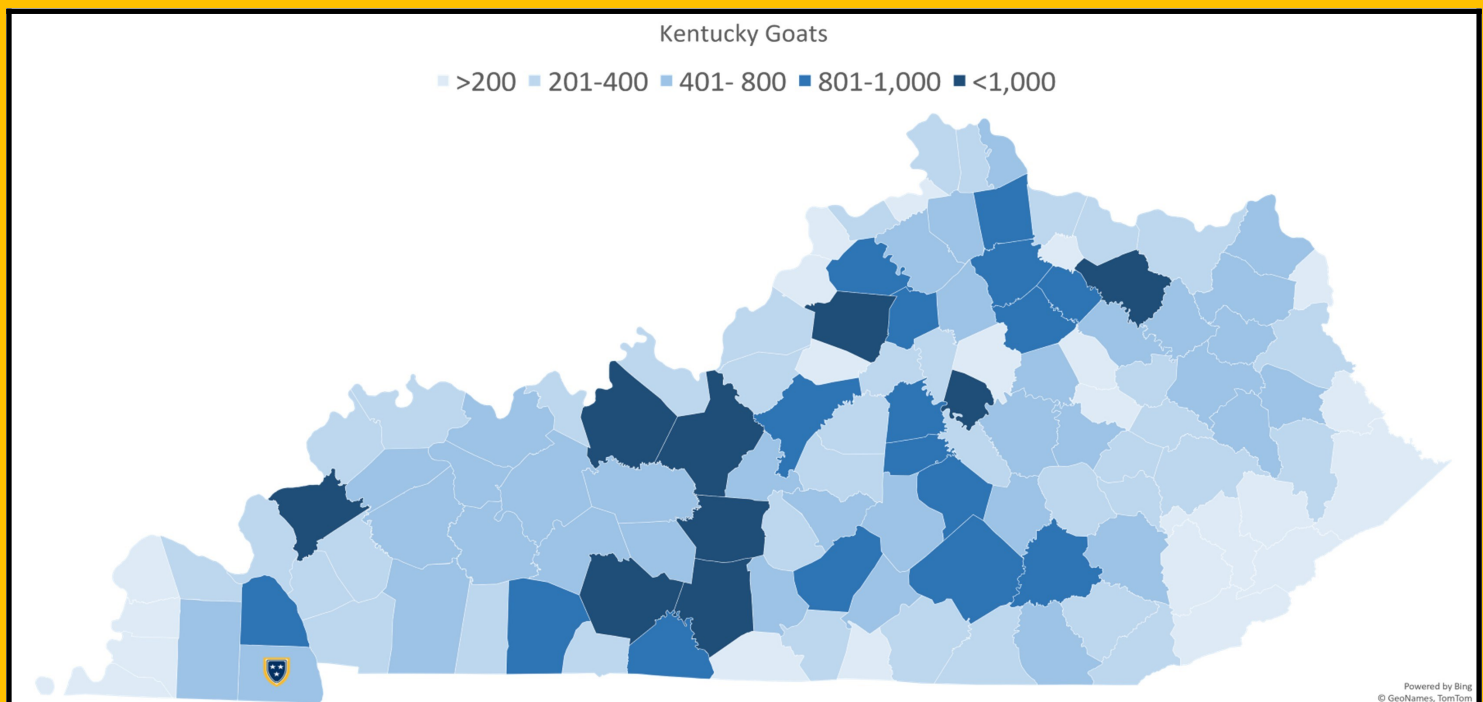 Kentucky Goats
>200 201-400 401- 800 801-1,000 <1,000
Powered by Bing
© GeoNames, TomTom